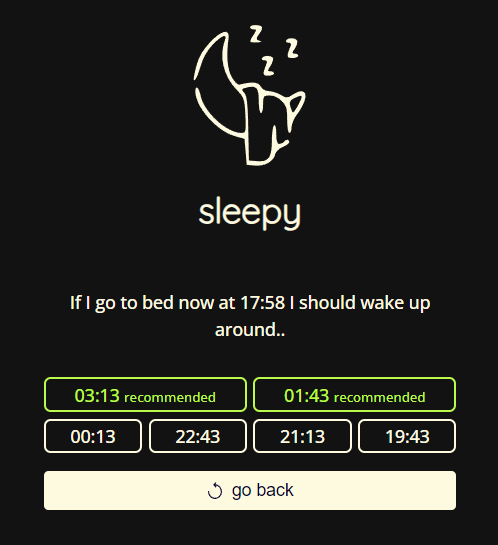 z z
z
sleepy
If I go to bed now at 17:58 I should wake up
around..
03:13 recommended 01:43 recommended
00:13 22:43 21:13 19:43
go back